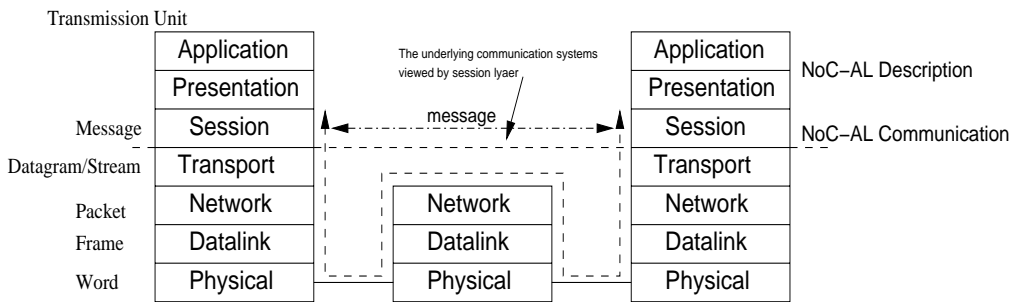 Transmission Unit
Application
Presentation
Message
Session
Datagram/Stream
Transport
Packet
Network
Frame
Datalink
Word
Physical
The underlying communication systems
viewed by session lyaer
message
Network
Datalink
Physical
Application
Presentation
Session
Transport
Network
Datalink
Physical
NoC−AL Description
NoC−AL Communication